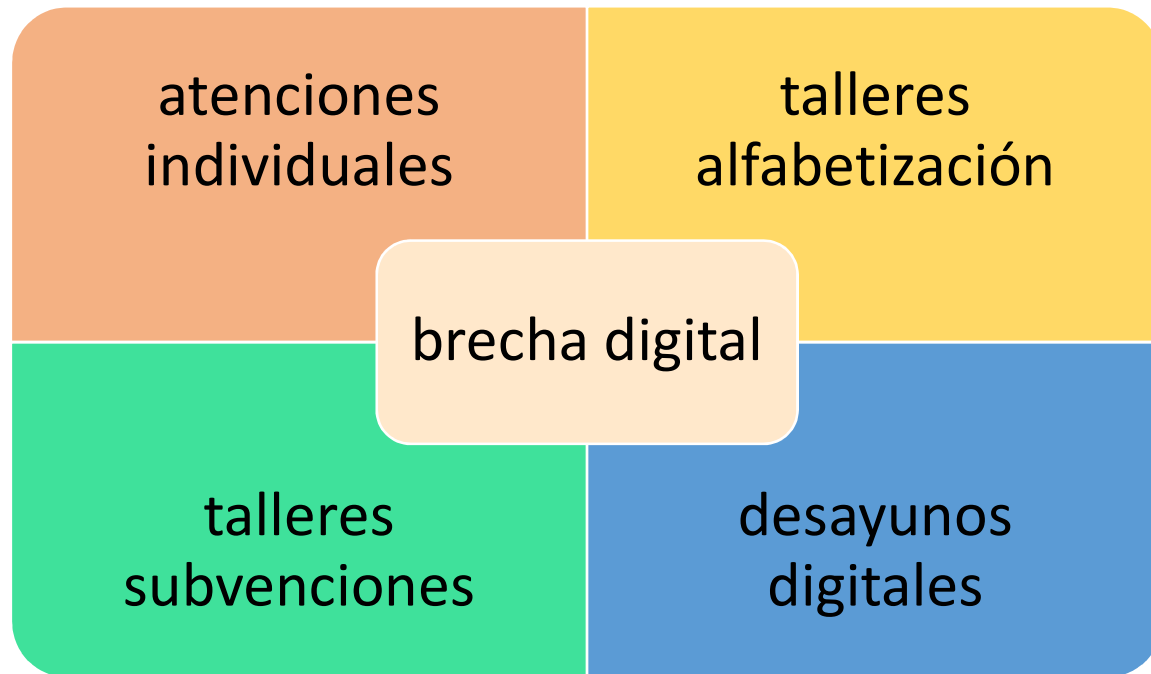 atenciones
individuales
talleres
alfabetización
brecha digital
talleres
subvenciones
desayunos
digitales